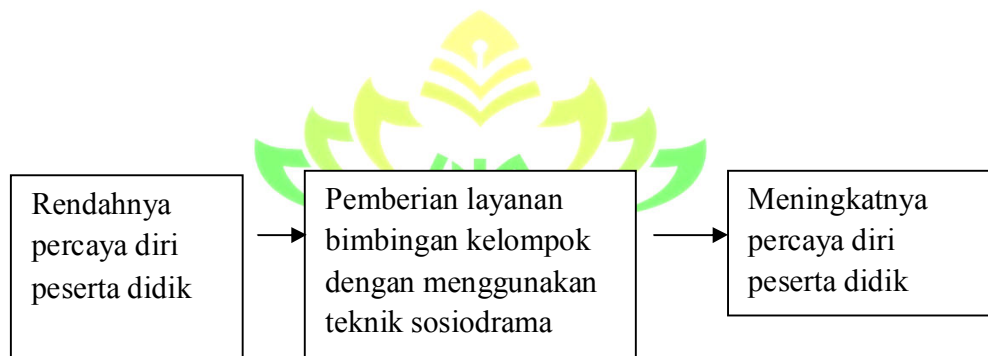 Rendahnya
percaya diri
peserta didik
Pemberian layanan
bimbingan kelompok
dengan menggunakan
teknik sosiodrama
Meningkatnya
percaya diri
peserta didik